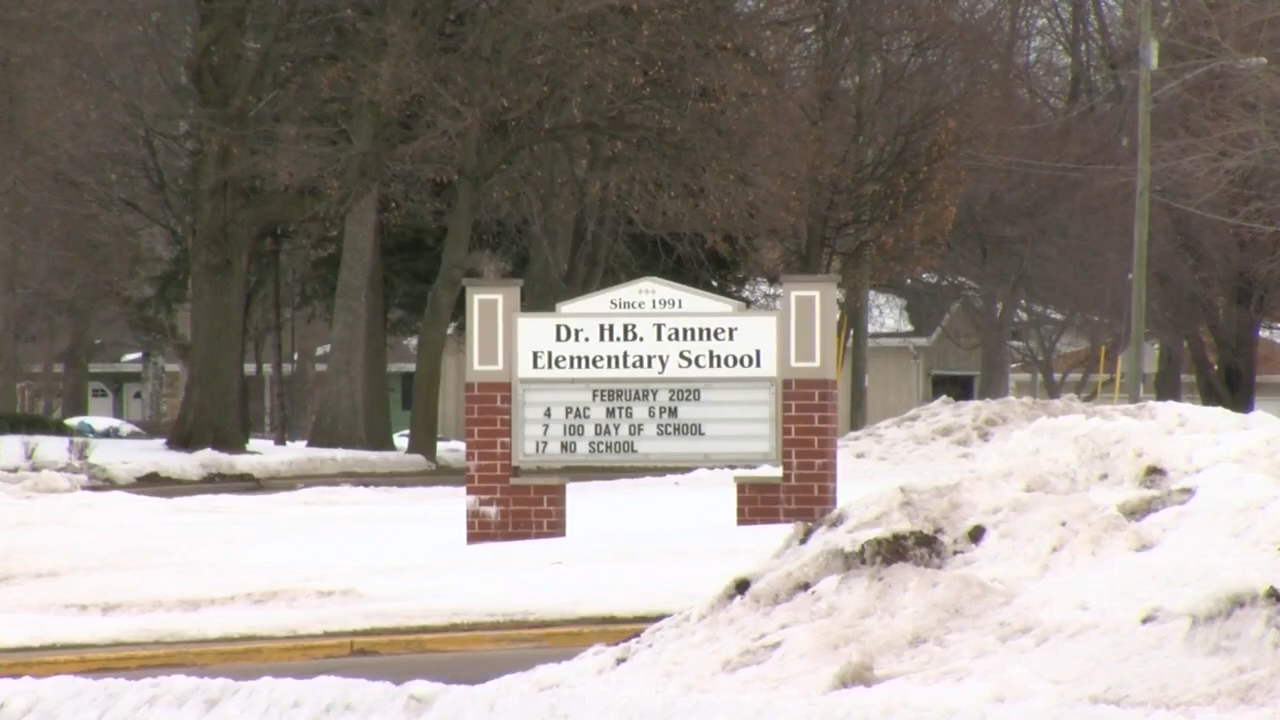 Since 1991
Dr. H.B. Tanner
Elementary School
FEBRUARY 2020
4 PAC MTG 6PM
7 100 DAY OF SCHOOL
17 NO SCHOOL